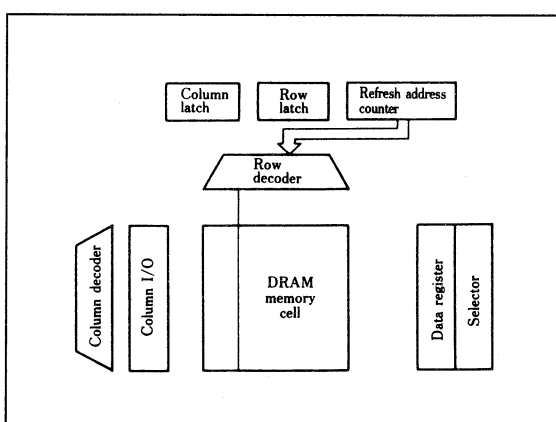 Column
latch
Row
latch
Refresh address
counter
Row
decoder
Column decoder
Column I/O
DRAM
memory
cell
Data register
Selector